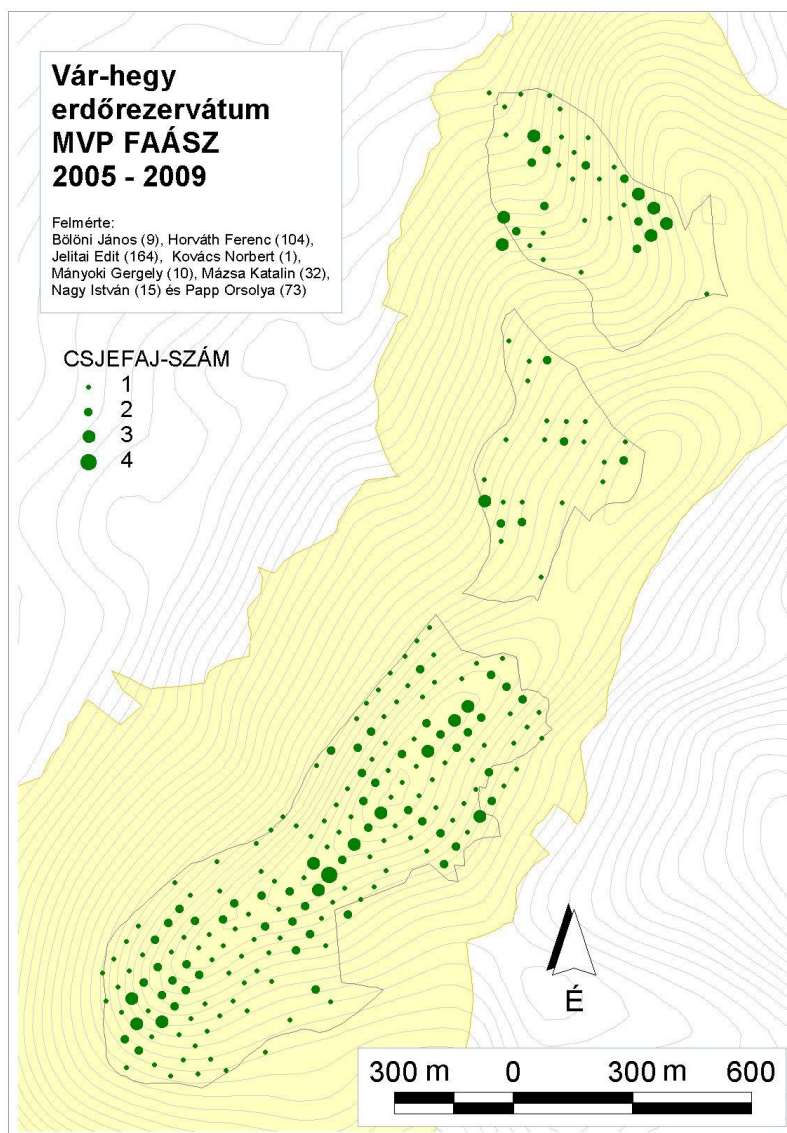 Vár-hegy
erdőrezervátum
MVP FAÁSZ
2005 - 2009
Felmérte:
Bölöni János (9), Horváth Ferenc (104),
Jelitai Edit (164), Kovács Norbert (1),
Mányoki Gergely (10), Mázsa Katalin (32),
Nagy István (15) és Papp Orsolya (73)
CSJEFAJ-SZÁM
1
2
3
4
É
300 m 0 300 m 600